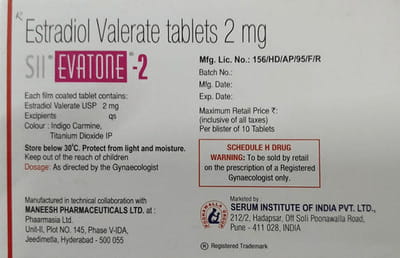 Rx
Estradiol Valerate tablets 2 mg
SII EVATONE®-2
Each film coated tablet contains:
Estradiol Valerate USP 2 mg
Excipients qs
Colour : Indigo Carmine,
Titanium Dioxide IP
Store below 30°C. Protect from light and moisture.
Keep out of the reach of children
Dosage: As directed by the Gynaecologist
Mfg. Lic. No.: 156/HD/AP/95/F/R
Batch No.:
Mfg. Date:
Exp. Date:
Maximum Retail Price ₹:
(inclusive of all taxes)
Per blister of 10 Tablets
SCHEDULE H DRUG
WARNING: To be sold by retail
on the prescription of a Registered
Gynaecologist only.
Manufactured in technical collaboration with
MANEESH PHARMACEUTICALS LTD. at :
Phaarmasia Ltd.
Unit-II, Plot NO. 145, Phase V-IDA,
Jeedimetla, Hyderabad - 500 055
POONAWALLA GROUP
Marketed by
SERUM INSTITUTE OF INDIA PVT. LTD.,
212/2, Hadapsar, Off Soli Poonawalla Road,
Pune - 411 028, INDIA
® Registered Trademark